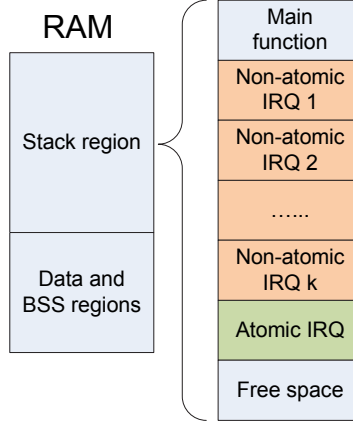 RAM
Stack region
Data and
BSS regions
Main
function
Non-atomic
IRQ 1
Non-atomic
IRQ 2
…...
Non-atomic
IRQ k
Atomic IRQ
Free space